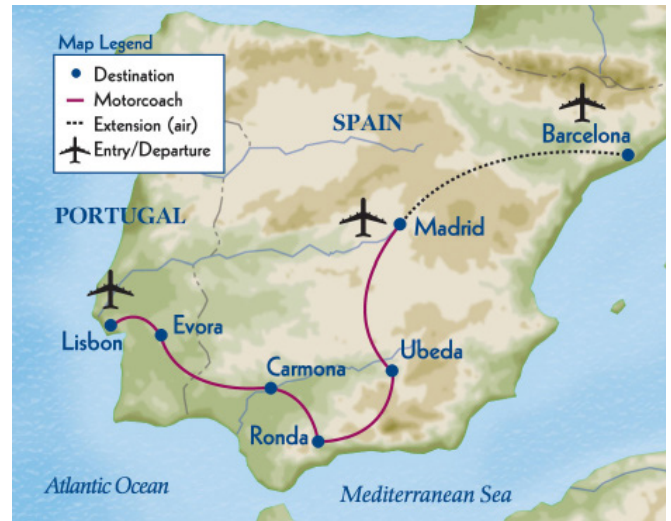 Map Legend
Destination
Motorcoach
Extension (air)
Entry/Departure
SPAIN
Barcelona
PORTUGAL
Madrid
Lisbon
Evora
Carmona
Ubeda
Ronda
Atlantic Ocean
Mediterranean Sea